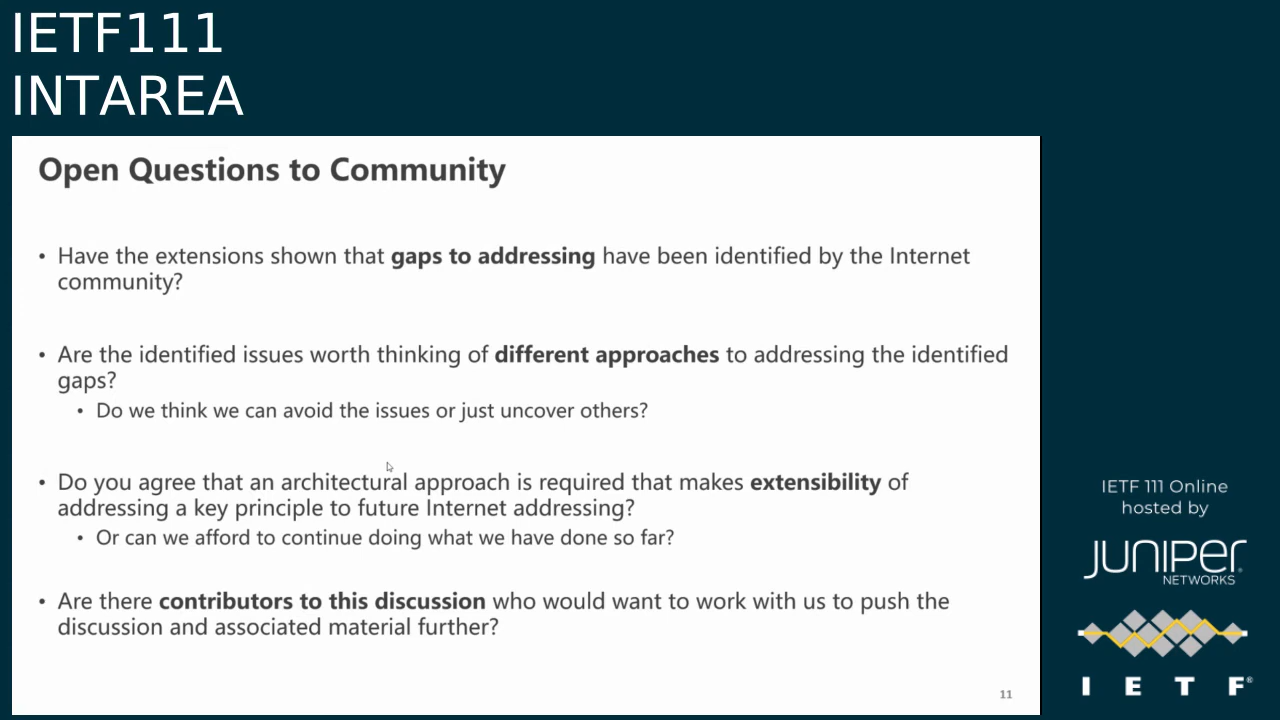 IETF111
INTAREA
Open Questions to Community
• Have the extensions shown that gaps to addressing have been identified by the Internet
community?
• Are the identified issues worth thinking of different approaches to addressing the identified
gaps?
• Do we think we can avoid the issues or just uncover others?
• Do you agree that an architectural approach is required that makes extensibility of
addressing a key principle to future Internet addressing?
• Or can we afford to continue doing what we have done so far?
• Are there contributors to this discussion who would want to work with us to push the
discussion and associated material further?
11
IETF 111 Online
hosted by
JUNIPER
NETWORKS
I E T F®